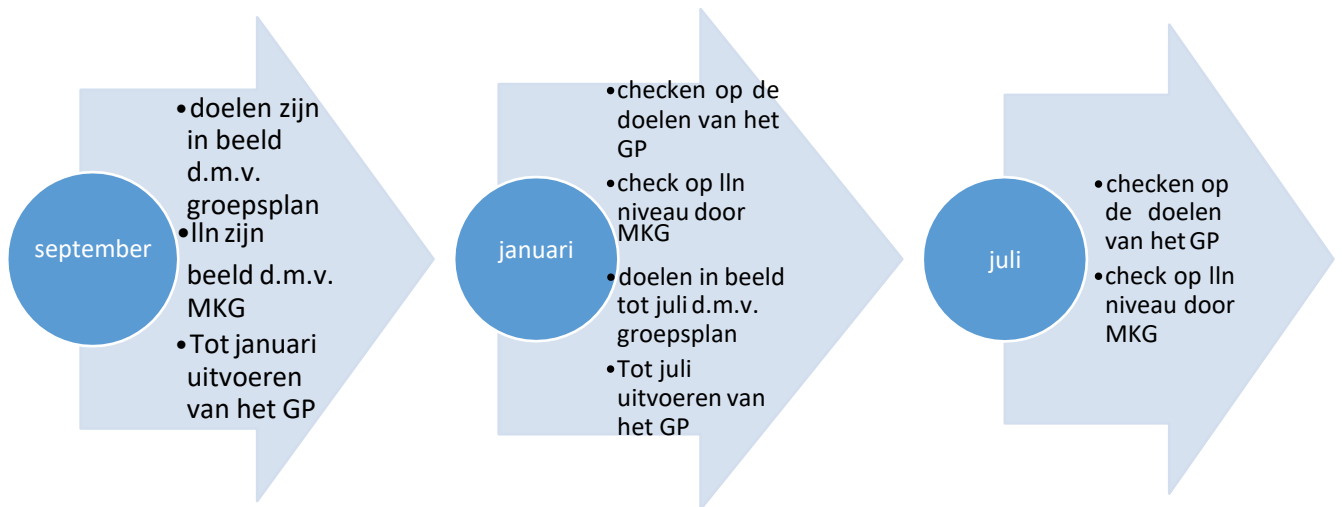 september
•doelen zijn
in beeld
d.m.v.
groepsplan
•lln zijn
beeld d.m.v.
MKG
•Tot januari
uitvoeren
van het GP
januari
•checken op de
doelen van het
GP
•check op lln
niveau door
MKG
•doelen in beeld
tot juli d.m.v.
groepsplan
•Tot juli
uitvoeren van
het GP
juli
•checken op
de doelen
van het GP
•check op lln
niveau door
MKG